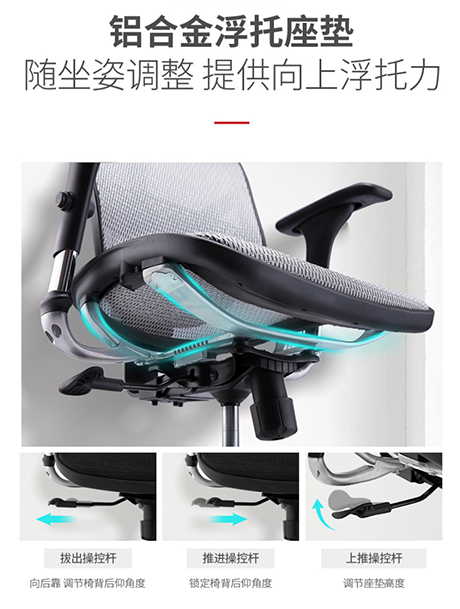 铝合金浮托座垫
随坐姿调整 提供向上浮托力
拔出操控杆
向后靠 调节椅背后仰角度
推进操控杆
锁定椅背后仰角度
上推操控杆
调节座垫高度